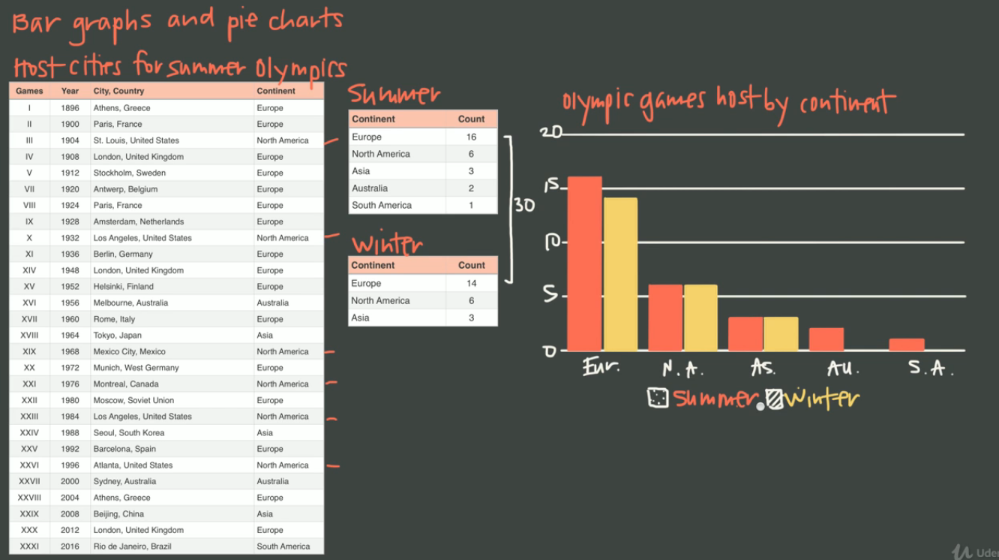 Bar graphs and pie charts
Host cities for summer Olympics
Games Year City, Country Continent
I 1896 Athens, Greece Europe
II 1900 Paris, France Europe
III 1904 St. Louis, United States North America
IV 1908 London, United Kingdom Europe
V 1912 Stockholm, Sweden Europe
VII 1920 Antwerp, Belgium Europe
VIII 1924 Paris, France Europe
IX 1928 Amsterdam, Netherlands Europe
X 1932 Los Angeles, United States North America
XI 1936 Berlin, Germany Europe
XIV 1948 London, United Kingdom Europe
XV 1952 Helsinki, Finland Europe
XVI 1956 Melbourne, Australia Australia
XVII 1960 Rome, Italy Europe
XVIII 1964 Tokyo, Japan Asia
XIX 1968 Mexico City, Mexico North America
XX 1972 Munich, West Germany Europe
XXI 1976 Montreal, Canada North America
XXII 1980 Moscow, Soviet Union Europe
XXIII 1984 Los Angeles, United States North America
XXIV 1988 Seoul, South Korea Asia
XXV 1992 Barcelona, Spain Europe
XXVI 1996 Atlanta, United States North America
XXVII 2000 Sydney, Australia Australia
XXVIII 2004 Athens, Greece Europe
XXIX 2008 Beijing, China Asia
XXX 2012 London, United Kingdom Europe
XXXI 2016 Rio de Janeiro, Brazil South America
Summer
Continent Count
Europe 16
North America 6
Asia 3
Australia 2
South America 1
Winter
Continent Count
Europe 14
North America 6
Asia 3
30
Olympic games host by continent
20
15
10
5
0
Eur. N.A. As. Au. S.A.
Summer Winter
Ude